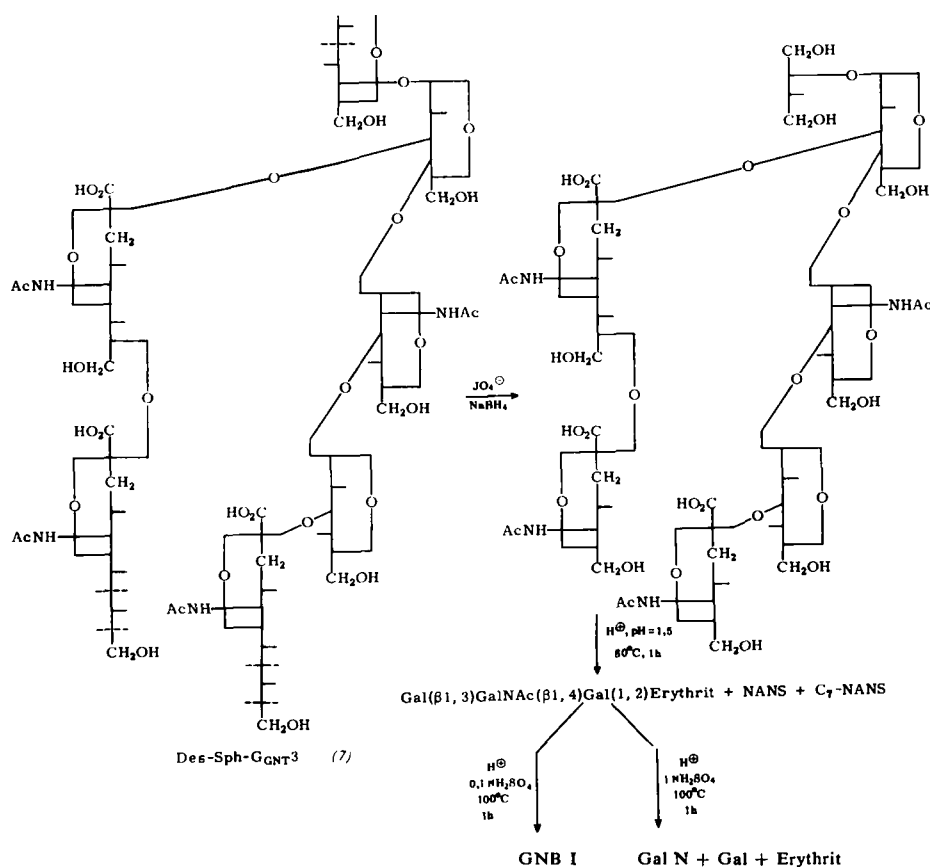 O
O
CH₂OH
O
O
CH₂OH
HO₂C
O
CH₂
O
AcNH
O
NHAc
O
HOH₂C
O
O
CH₂OH
HO₂C
CH₂
O
AcNH
HO₂C
O
O
CH₂
O
CH₂OH
AcNH
CH₂OH
CH₂OH
Des-Sph-G_GNT3 (7)
JO₄⊖
NaBH₄
CH₂OH
O
CH₂OH
O
O
CH₂OH
HO₂C
O
CH₂
O
AcNH
NHAc
O
HOH₂C
O
O
CH₂OH
HO₂C
CH₂
O
AcNH
HO₂C
O
O
CH₂
CH₂OH
O
CH₂OH
AcNH
CH₂OH
H⊕, pH = 1,5
80°C, 1h
Gal(β1, 3)GalNAc(β1, 4)Gal(1, 2)Erythrit + NANS + C₇-NANS
H⊕
0,1 NH₂SO₄
100°C
1h
H⊕
1 NH₂SO₄
100°C
1h
GNB I
Gal N + Gal + Erythrit